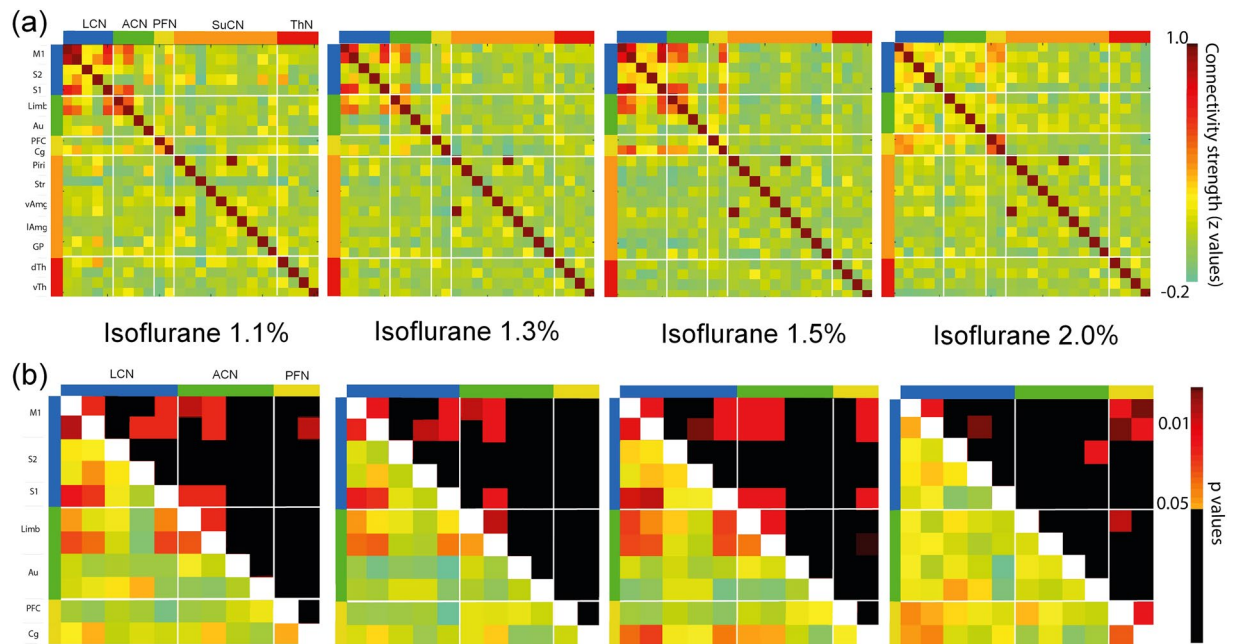 (a)
LCN ACN PFN SuCN ThN
M1
S2
S1
Limb
Au
PFC
Cg
Piri
Str
vAmg
lAmg
GP
dTh
vTh
1.0
-0.2
Connectivity strength (z values)
Isoflurane 1.1% Isoflurane 1.3% Isoflurane 1.5% Isoflurane 2.0%
(b)
LCN ACN PFN
M1
S2
S1
Limb
Au
PFC
Cg
0.01
0.05
p values